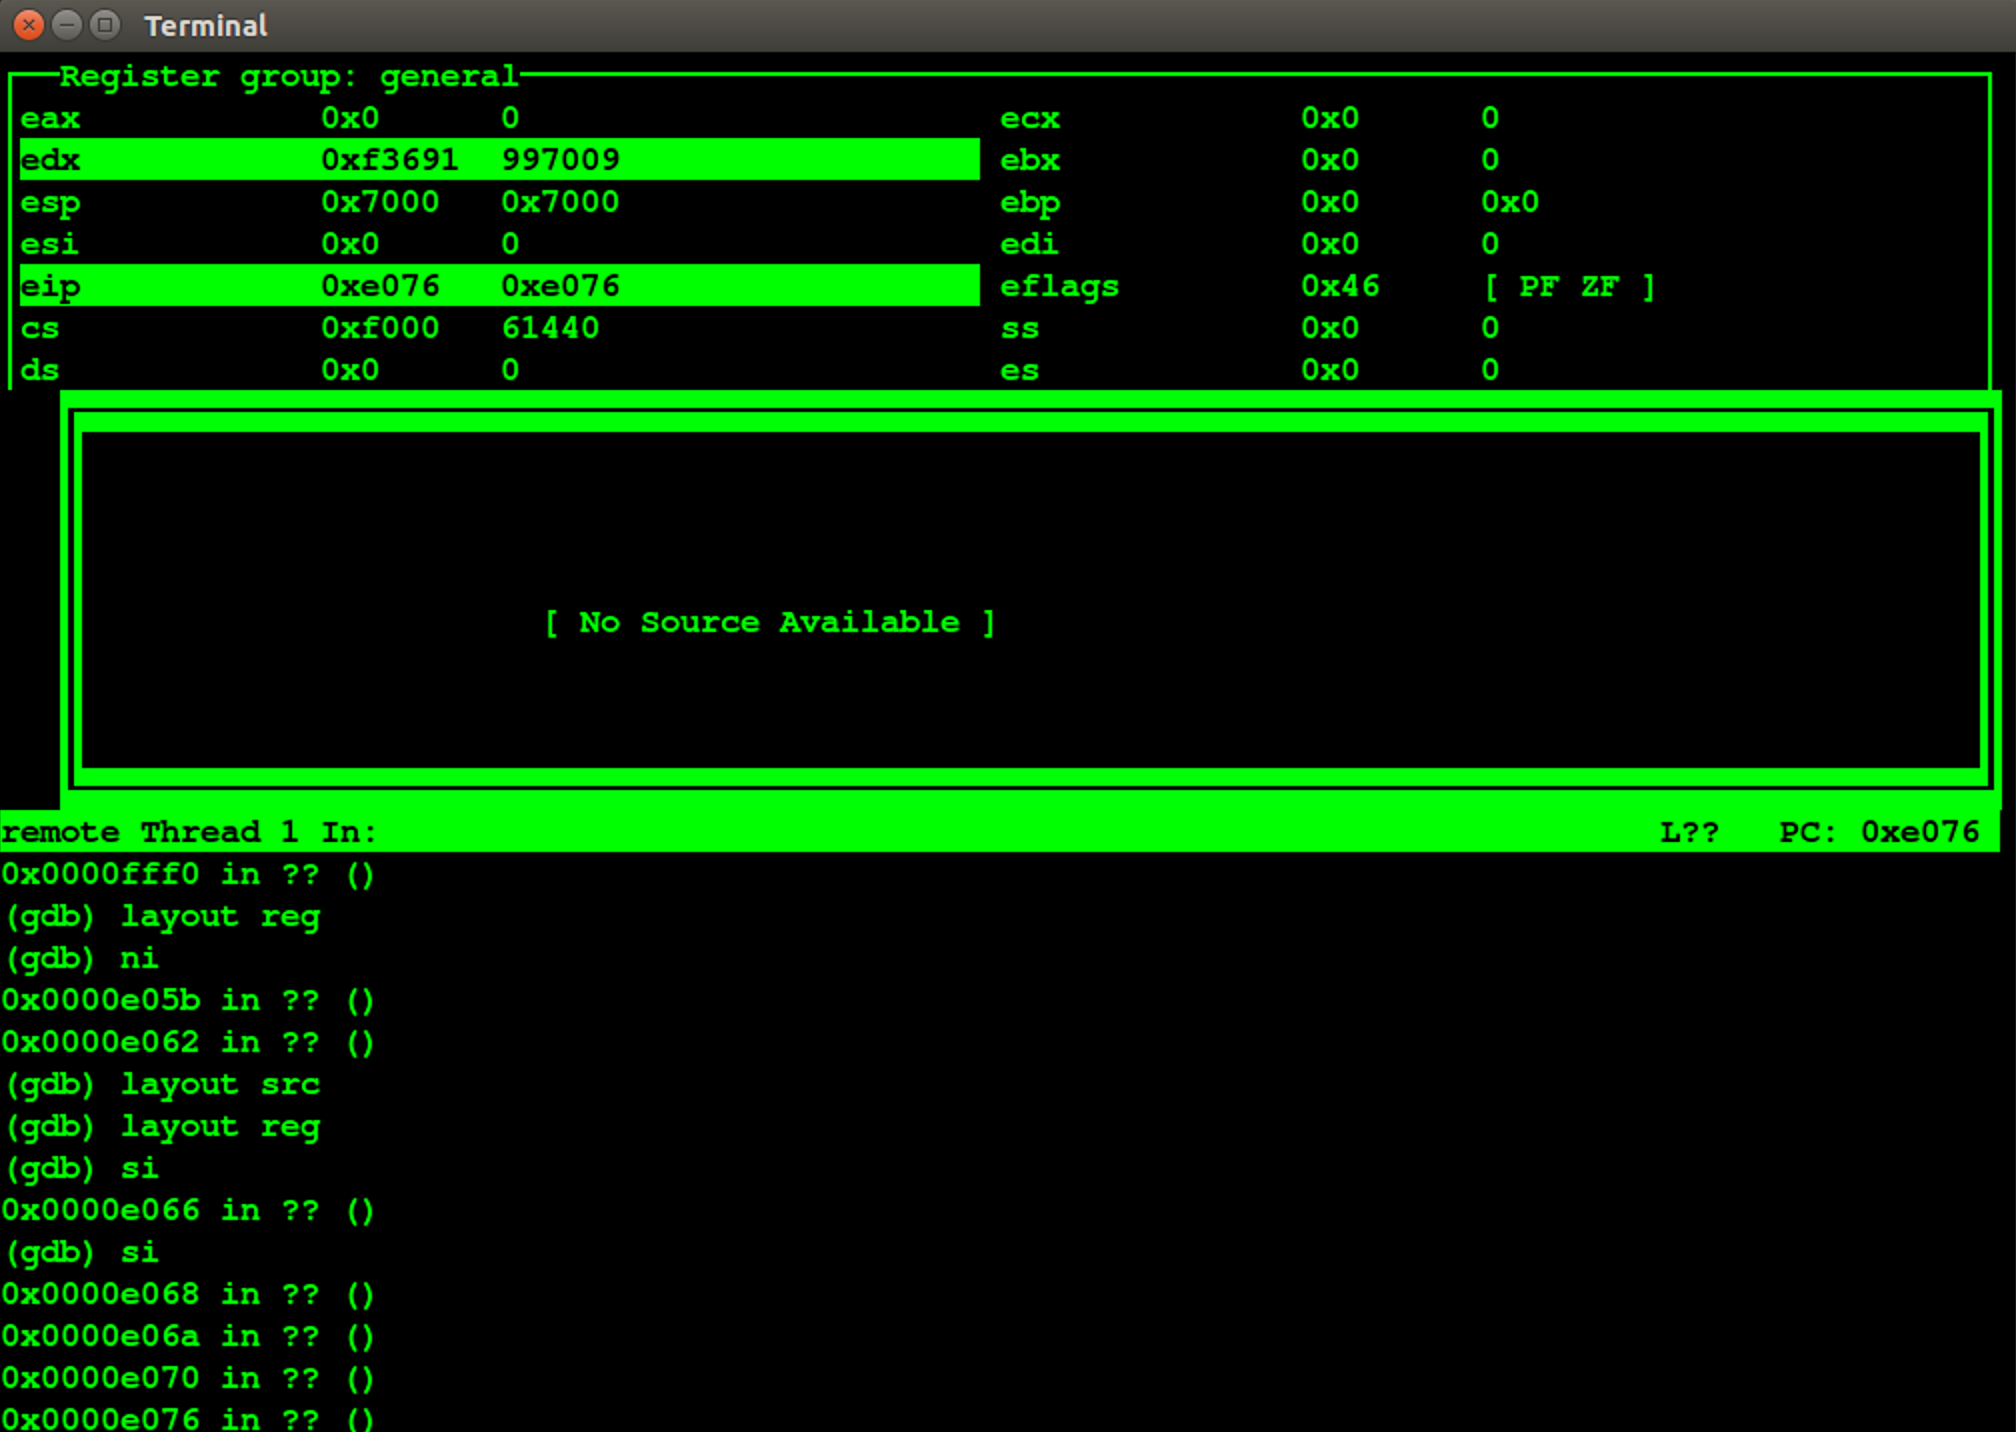 Terminal
Register group: general
eax 0x0 0 ecx 0x0 0
edx 0xf3691 997009 ebx 0x0 0
esp 0x7000 0x7000 ebp 0x0 0x0
esi 0x0 0 edi 0x0 0
eip 0xe076 0xe076 eflags 0x46 [ PF ZF ]
cs 0xf000 61440 ss 0x0 0
ds 0x0 0 es 0x0 0
[ No Source Available ]
remote Thread 1 In: L?? PC: 0xe076
0x0000fff0 in ?? ()
(gdb) layout reg
(gdb) ni
0x0000e05b in ?? ()
0x0000e062 in ?? ()
(gdb) layout src
(gdb) layout reg
(gdb) si
0x0000e066 in ?? ()
(gdb) si
0x0000e068 in ?? ()
0x0000e06a in ?? ()
0x0000e070 in ?? ()
0x0000e076 in ?? ()